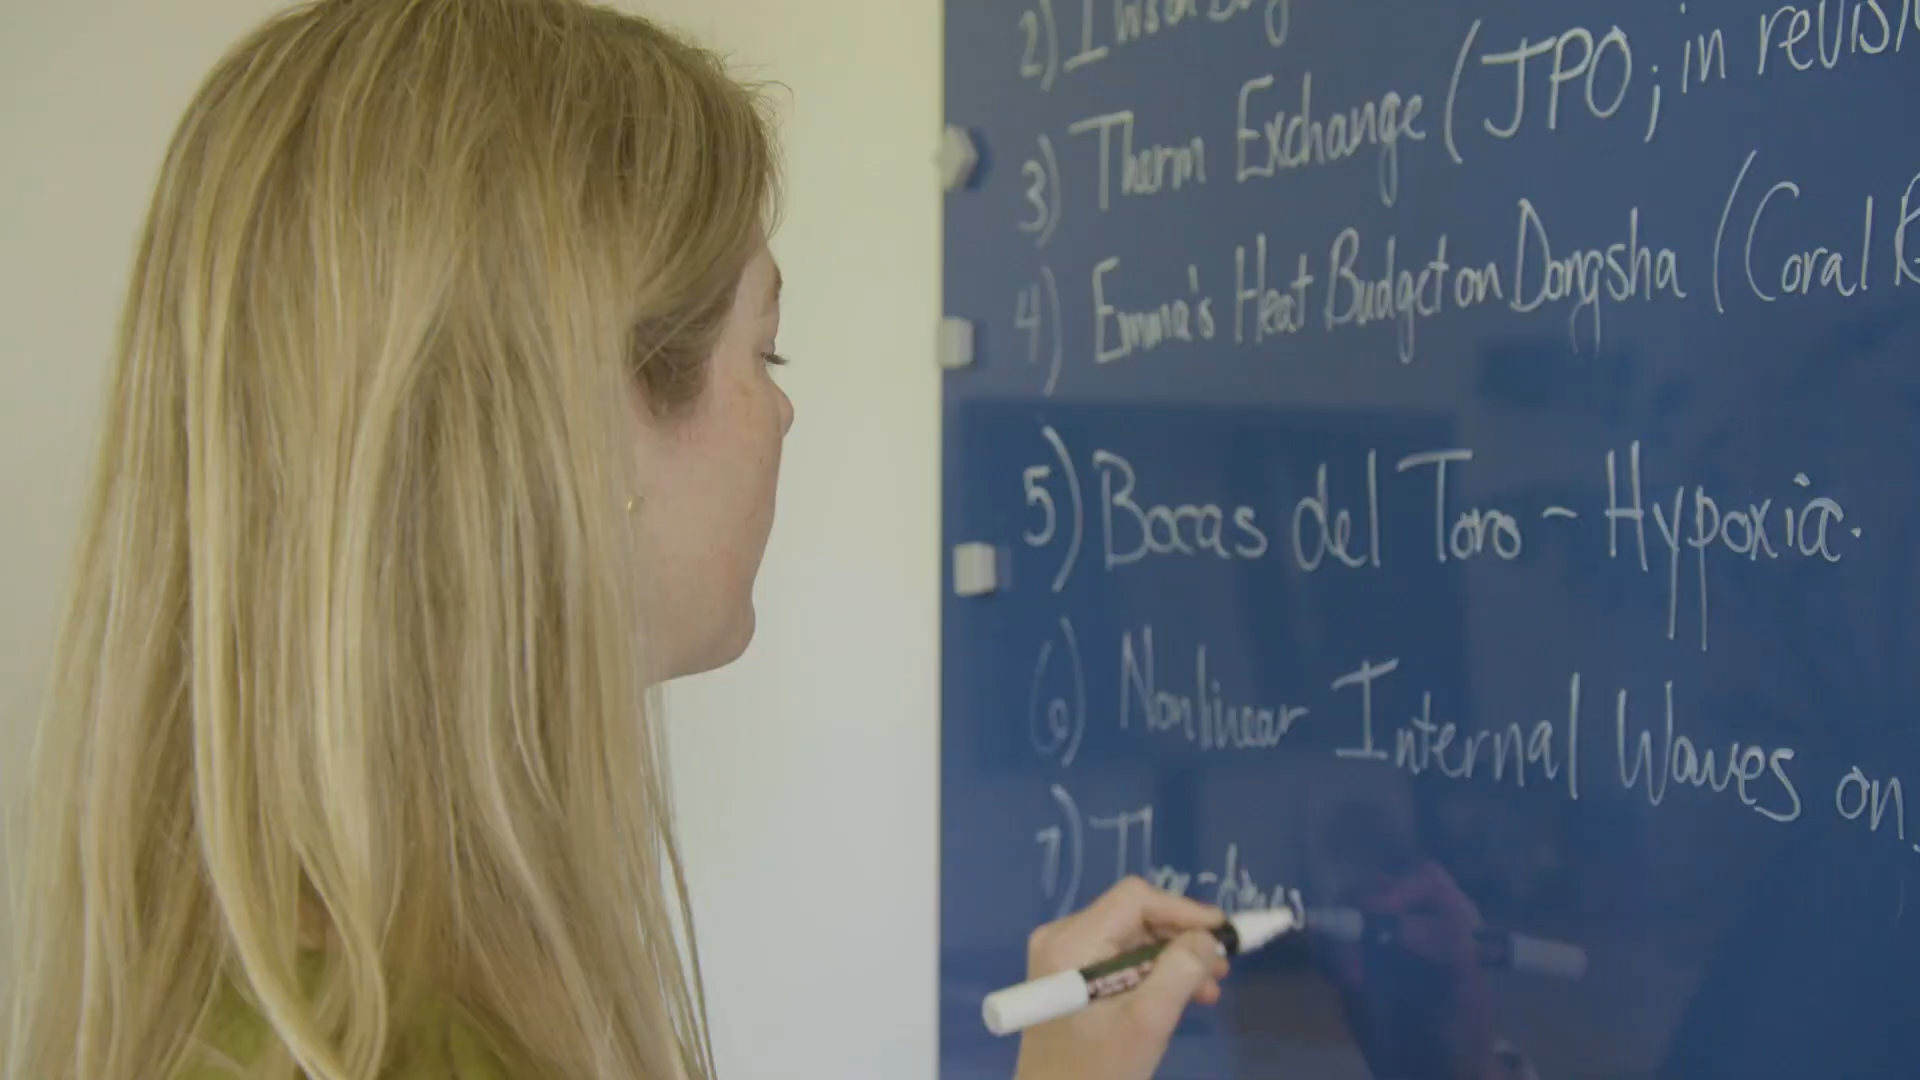 2)
3) Therm Exchange (JPO; in revis
4) Emma's Heat Budget on Dongsha (Coral
5) Bocas del Toro - Hypoxia.
6) Nonlinear Internal Waves on
7)